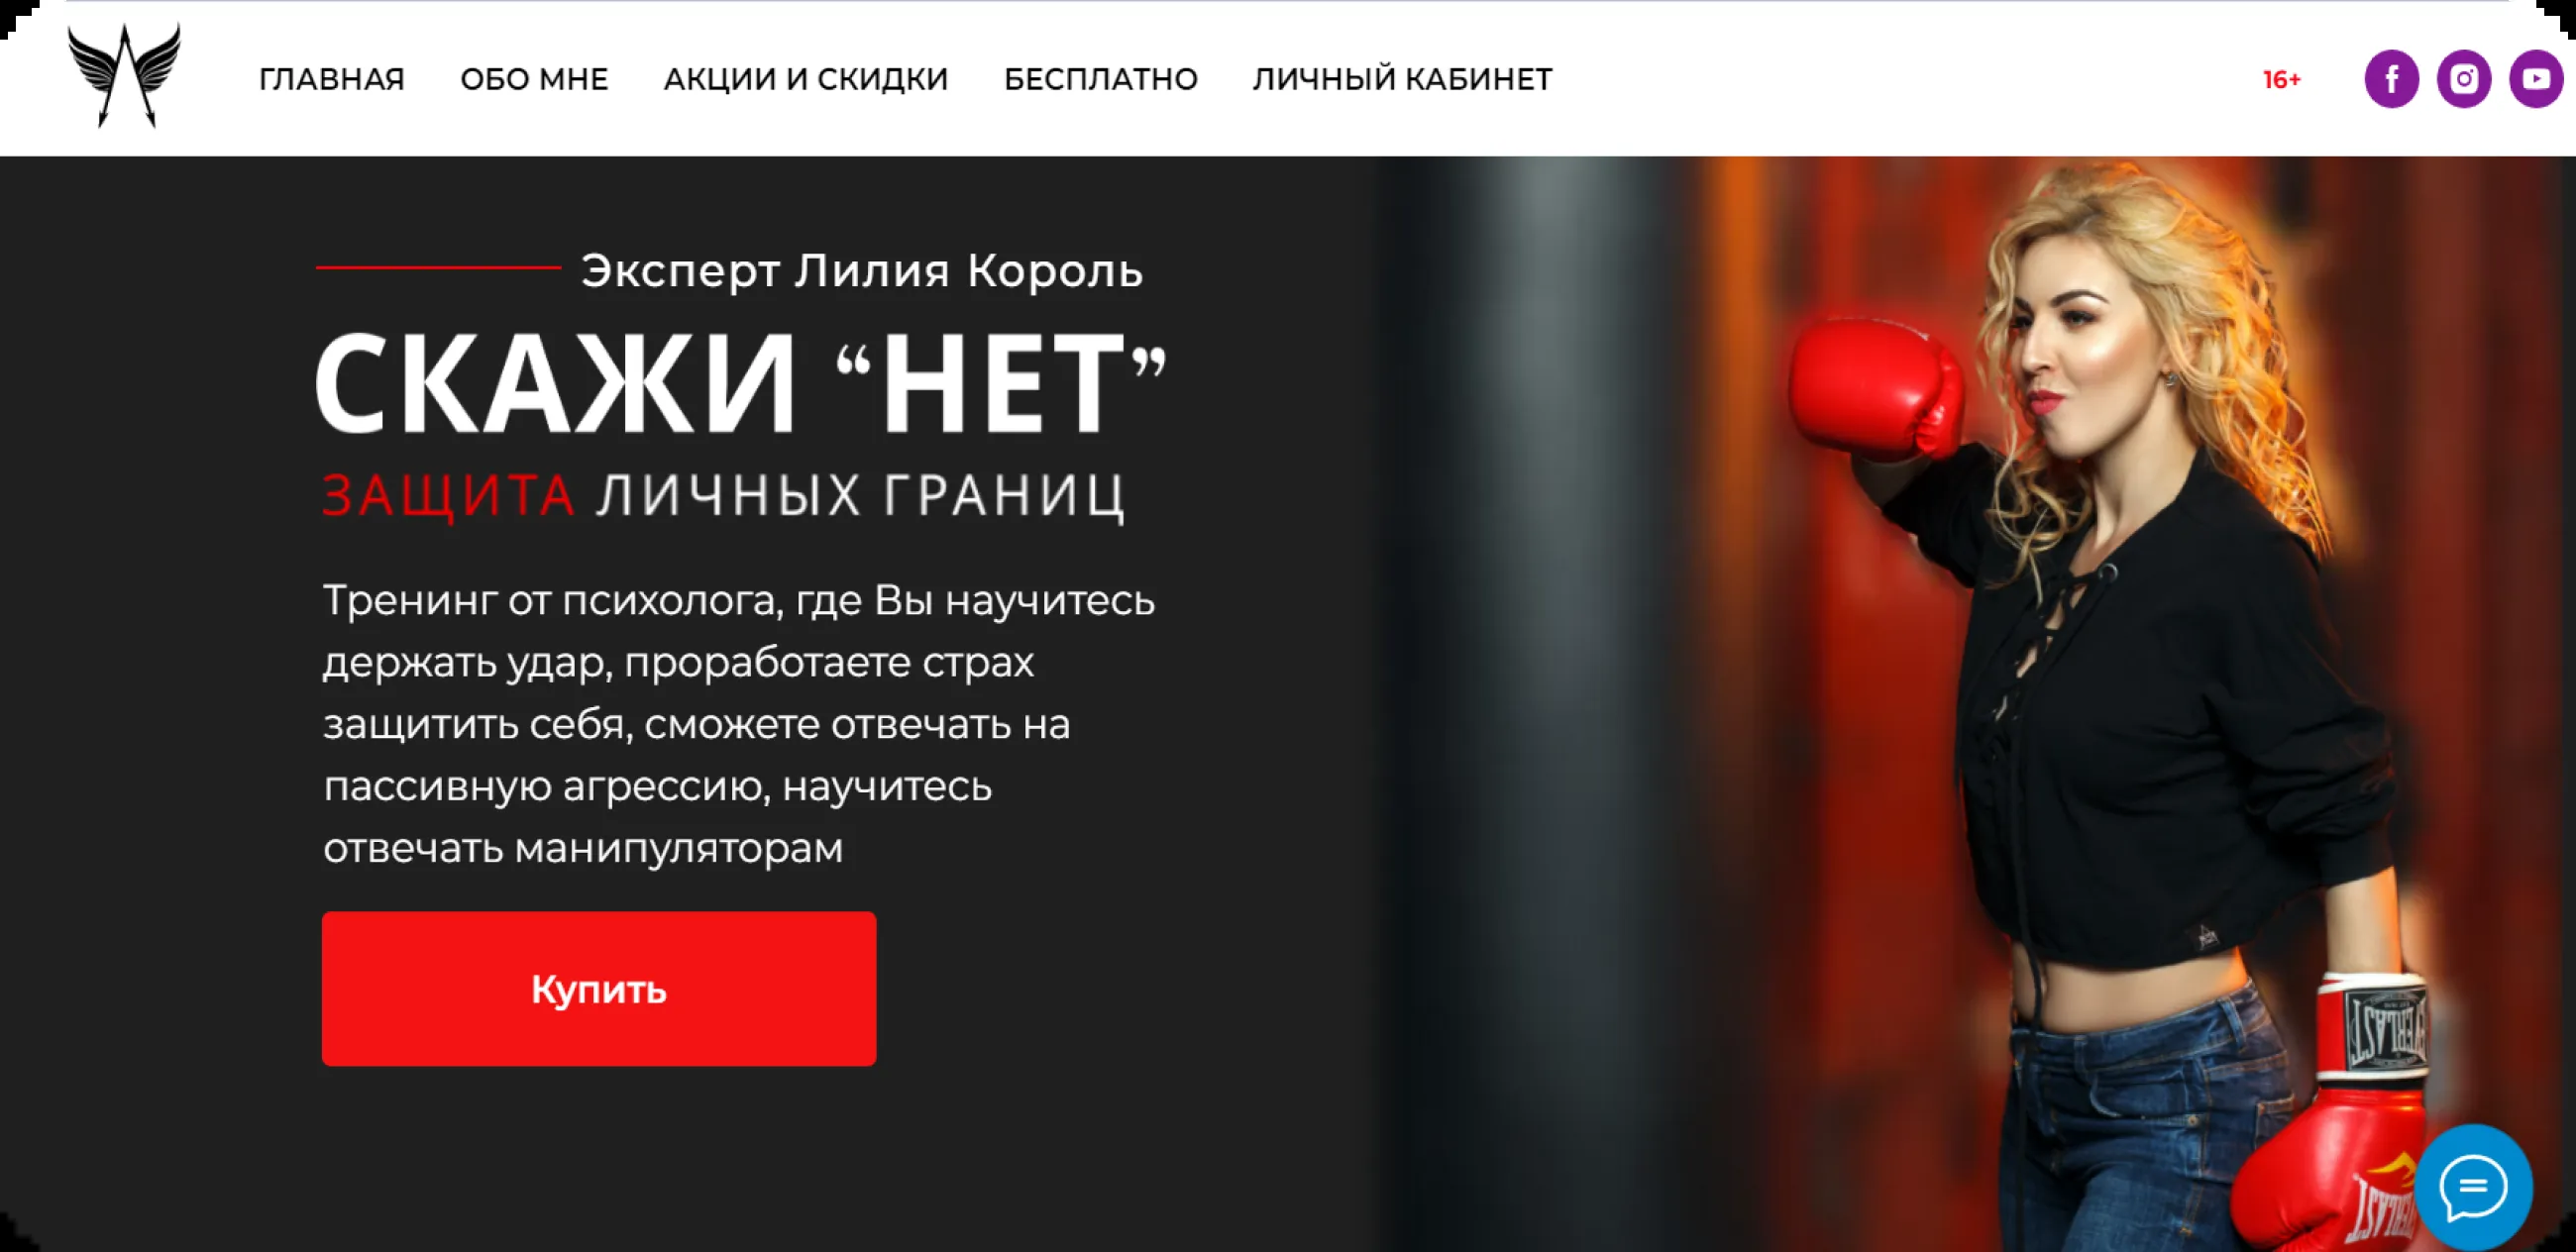 ГЛАВНАЯ ОБО МНЕ АКЦИИ И СКИДКИ БЕСПЛАТНО ЛИЧНЫЙ КАБИНЕТ 16+
Эксперт Лилия Король
СКАЖИ “НЕТ”
ЗАЩИТА ЛИЧНЫХ ГРАНИЦ
Тренинг от психолога, где Вы научитесь
держать удар, проработаете страх
защитить себя, сможете отвечать на
пассивную агрессию, научитесь
отвечать манипуляторам
Купить
EVERLAST